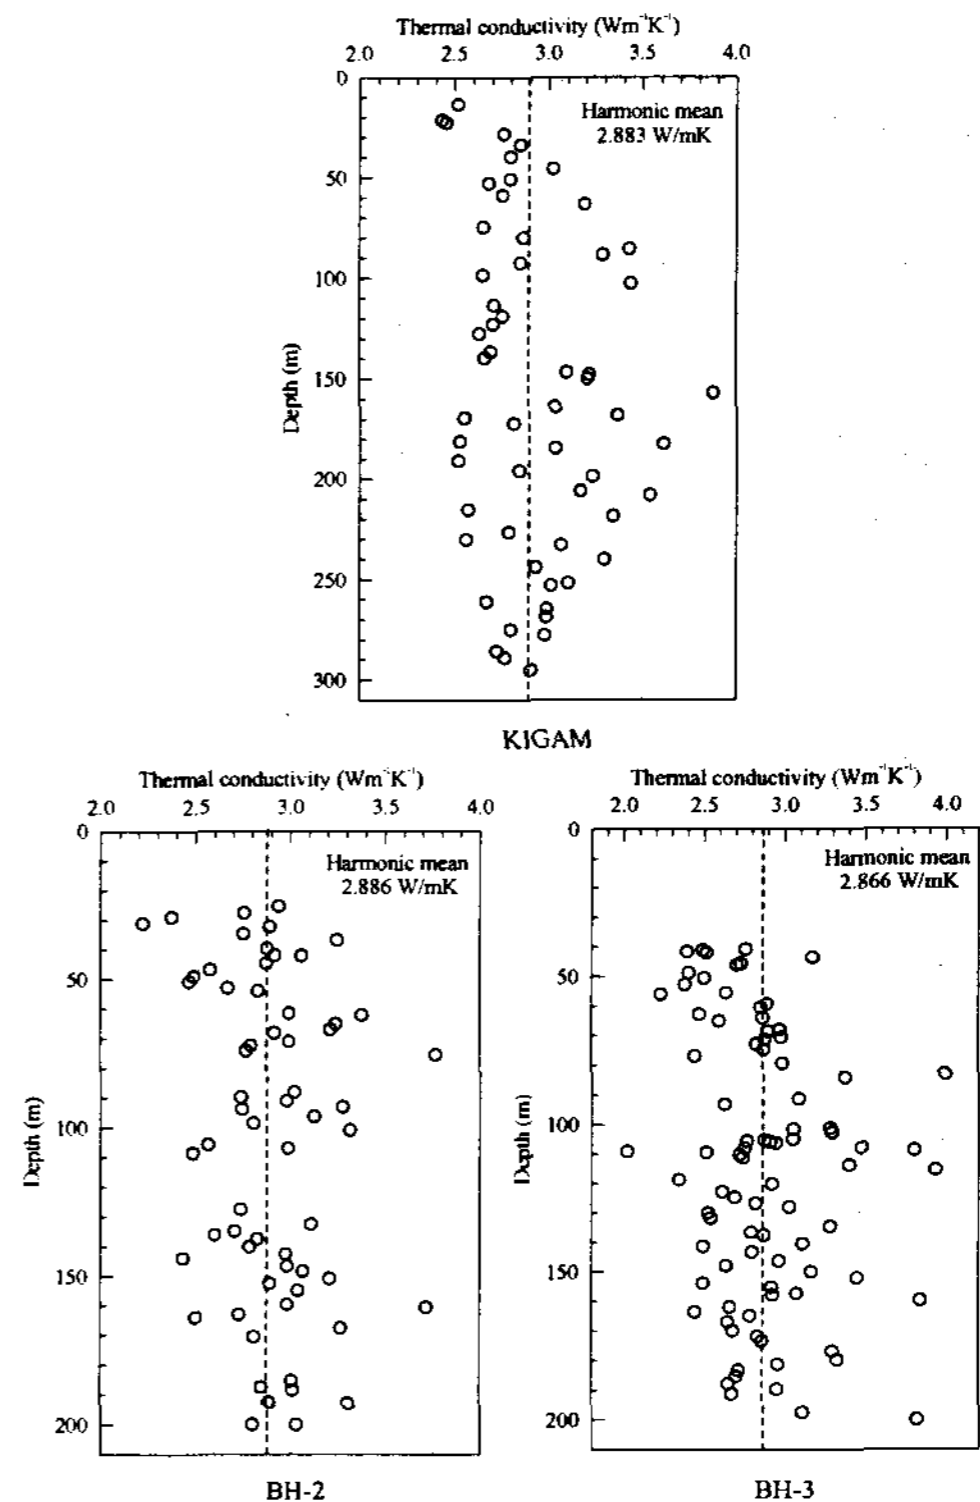 Thermal conductivity (Wm⁻¹K⁻¹)
2.0 2.5 3.0 3.5 4.0
Harmonic mean
2.883 W/mK
0
50
100
150
200
250
300
Depth (m)
KIGAM
Thermal conductivity (Wm⁻¹K⁻¹)
2.0 2.5 3.0 3.5 4.0
Harmonic mean
2.886 W/mK
0
50
100
150
200
Depth (m)
BH-2
Thermal conductivity (Wm⁻¹K⁻¹)
2.0 2.5 3.0 3.5 4.0
Harmonic mean
2.866 W/mK
0
50
100
150
200
Depth (m)
BH-3